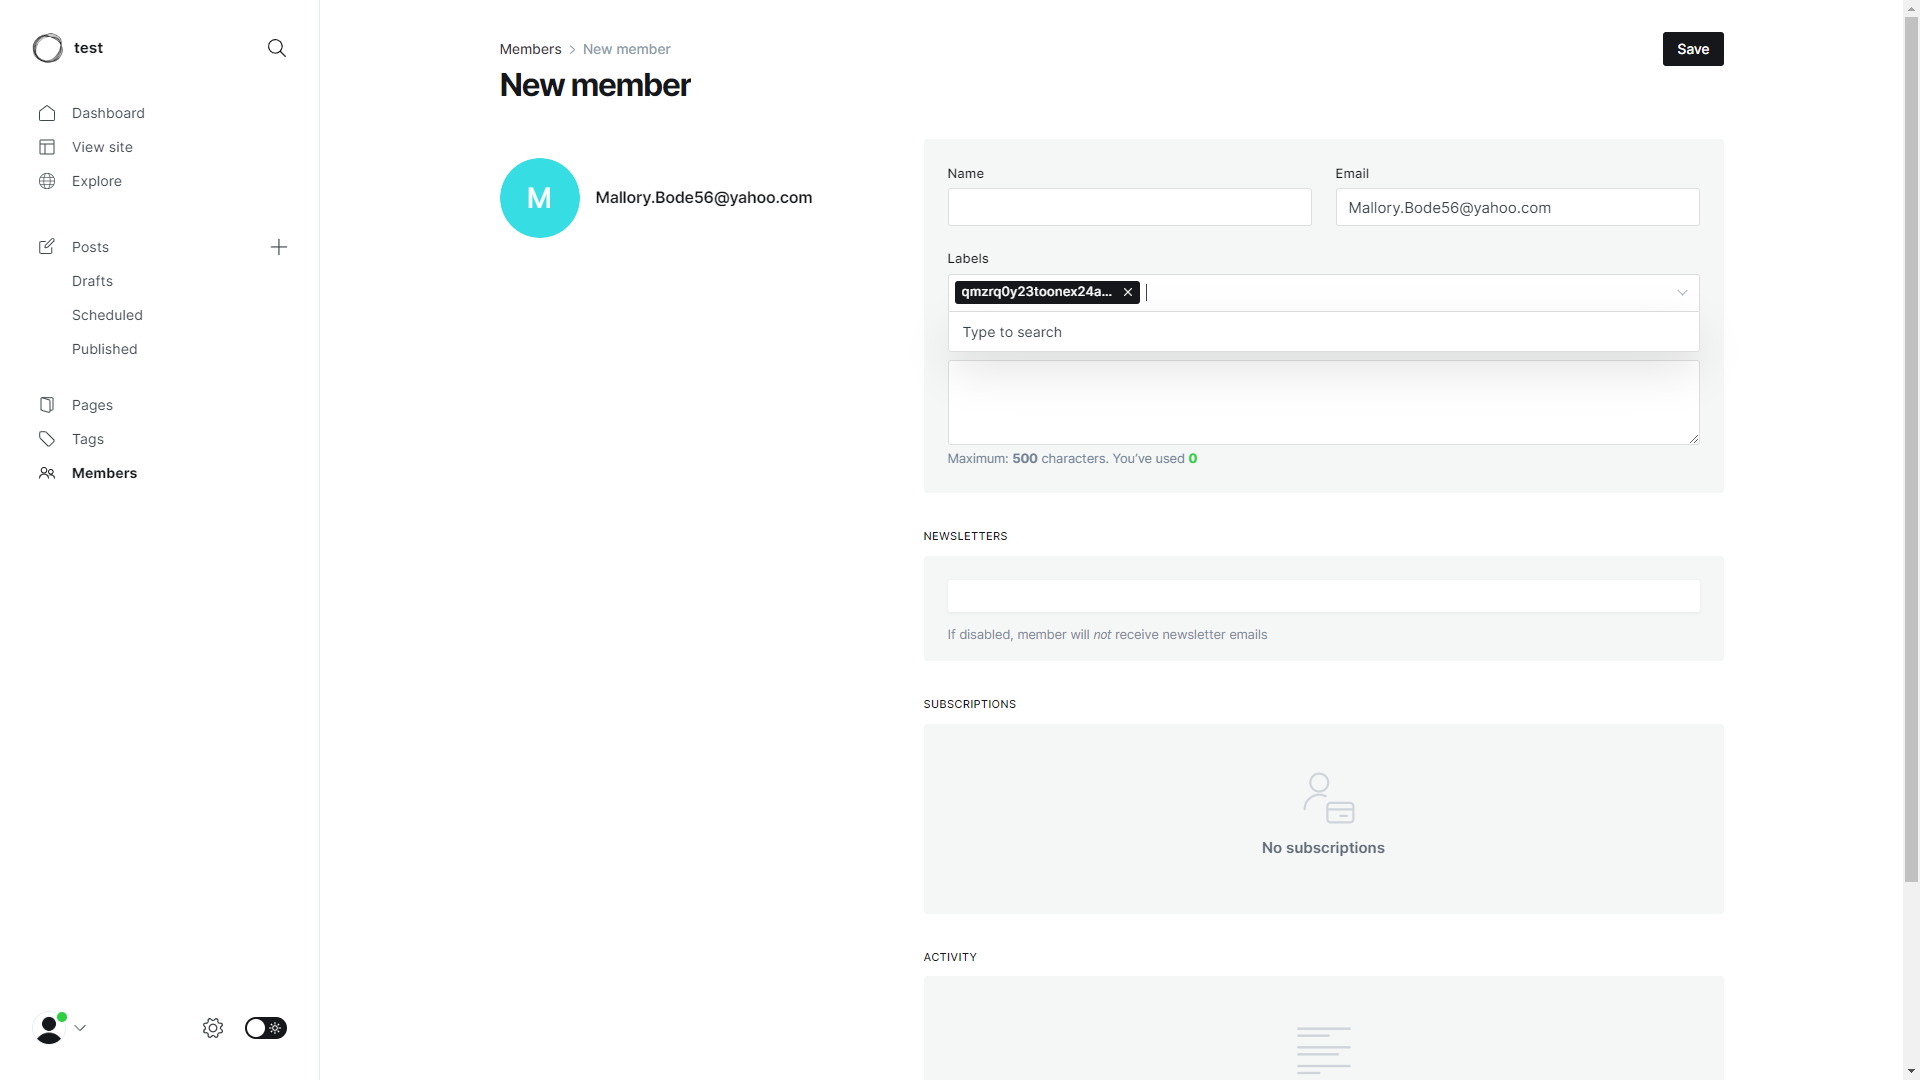 test
Dashboard
View site
Explore
Posts
Drafts
Scheduled
Published
Pages
Tags
Members
Members
New member
Save
New member
M
Mallory.Bode56@yahoo.com
Name
Email
Mallory.Bode56@yahoo.com
Labels
qmzrq0y23toonex24a...
Type to search
Maximum: 500 characters. You've used 0
NEWSLETTERS
If disabled, member will not receive newsletter emails
SUBSCRIPTIONS
No subscriptions
ACTIVITY